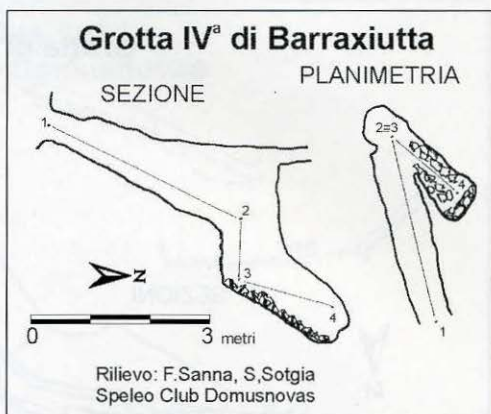 Grotta IVª di Barraxiutta
SEZIONE
PLANIMETRIA
1
2
3
4
2=3
4
1
N
0 3 metri
Rilievo: F.Sanna, S,Sotgia
Speleo Club Domusnovas